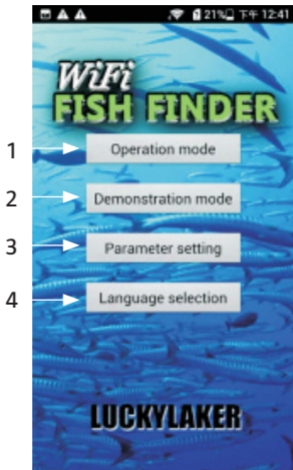 21% 下午 12:41
WiFi
FISH FINDER
1 Operation mode
2 Demonstration mode
3 Parameter setting
4 Language selection
LUCKYLAKER